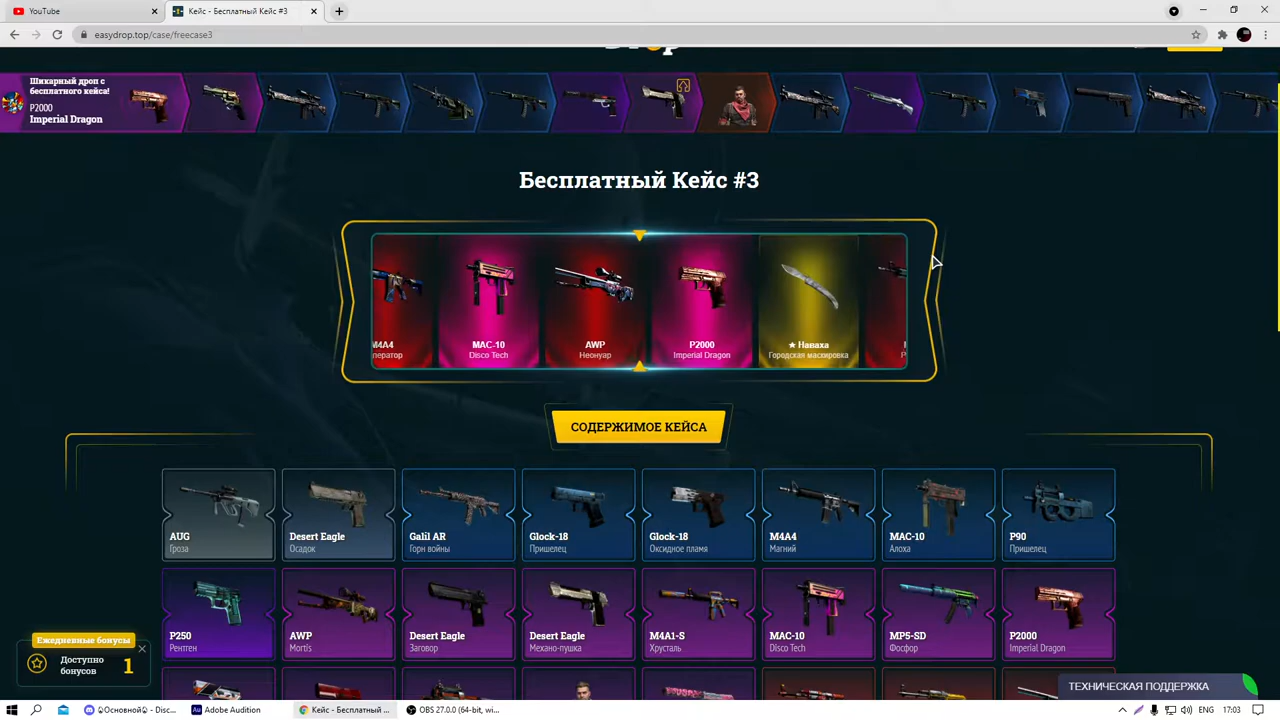 YouTube
Кейс - Бесплатный Кейс #3
easydrop.top/case/freecase3
Шикарный дроп с
бесплатного кейса!
P2000
Imperial Dragon
Бесплатный Кейс #3
M4A4
ператор
MAC-10
Disco Tech
AWP
Неонуар
P2000
Imperial Dragon
★ Наваха
Городская маскировка
СОДЕРЖИМОЕ КЕЙСА
AUG
Гроза
Desert Eagle
Осадок
Galil AR
Горн войны
Glock-18
Пришелец
Glock-18
Оксидное пламя
M4A4
Магний
MAC-10
Алоха
P90
Пришелец
P250
Рентген
AWP
Mortis
Desert Eagle
Заговор
Desert Eagle
Механо-пушка
M4A1-S
Хрусталь
MAC-10
Disco Tech
MP5-SD
Фосфор
P2000
Imperial Dragon
Ежедневные бонусы
Доступно
бонусов
1
ТЕХНИЧЕСКАЯ ПОДДЕРЖКА
Основной - Disc...
Adobe Audition
Кейс - Бесплатный ...
OBS 27.0.0 (64-bit, wi...
ENG
17:03